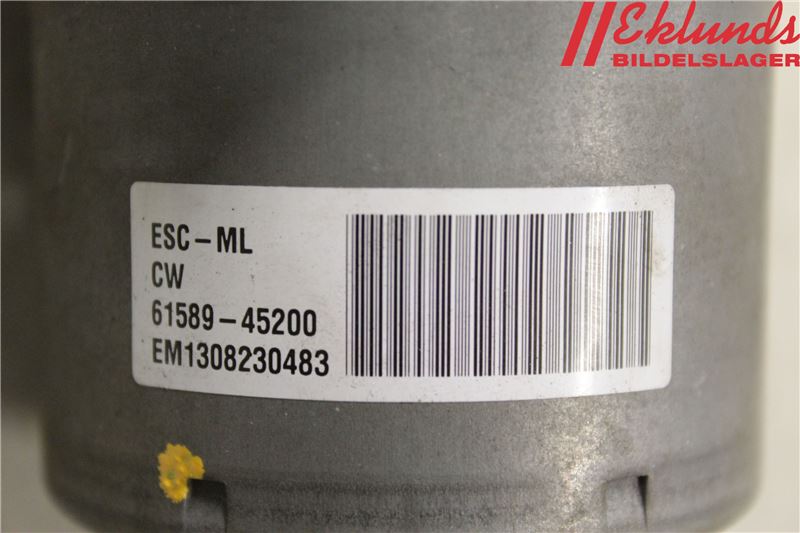 Eklunds
BILDELSLAGER
ESC-ML
CW
61589-45200
EM1308230483